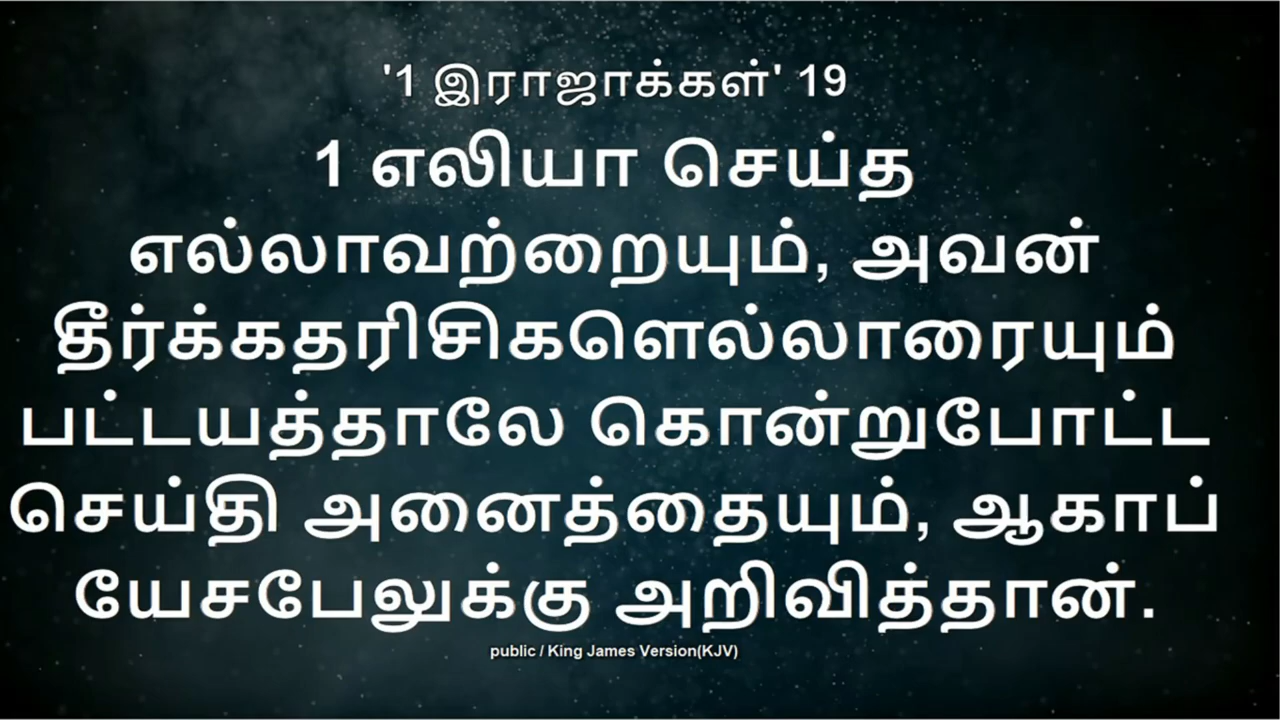 '1 இராஜாக்கள்' 19
1 எலியா செய்த
எல்லாவற்றையும், அவன்
தீர்க்கதரிசிகளெல்லாரையும்
பட்டயத்தாலே கொன்றுபோட்ட
செய்தி அனைத்தையும், ஆகாப்
யேசபேலுக்கு அறிவித்தான்.
public / King James Version(KJV)